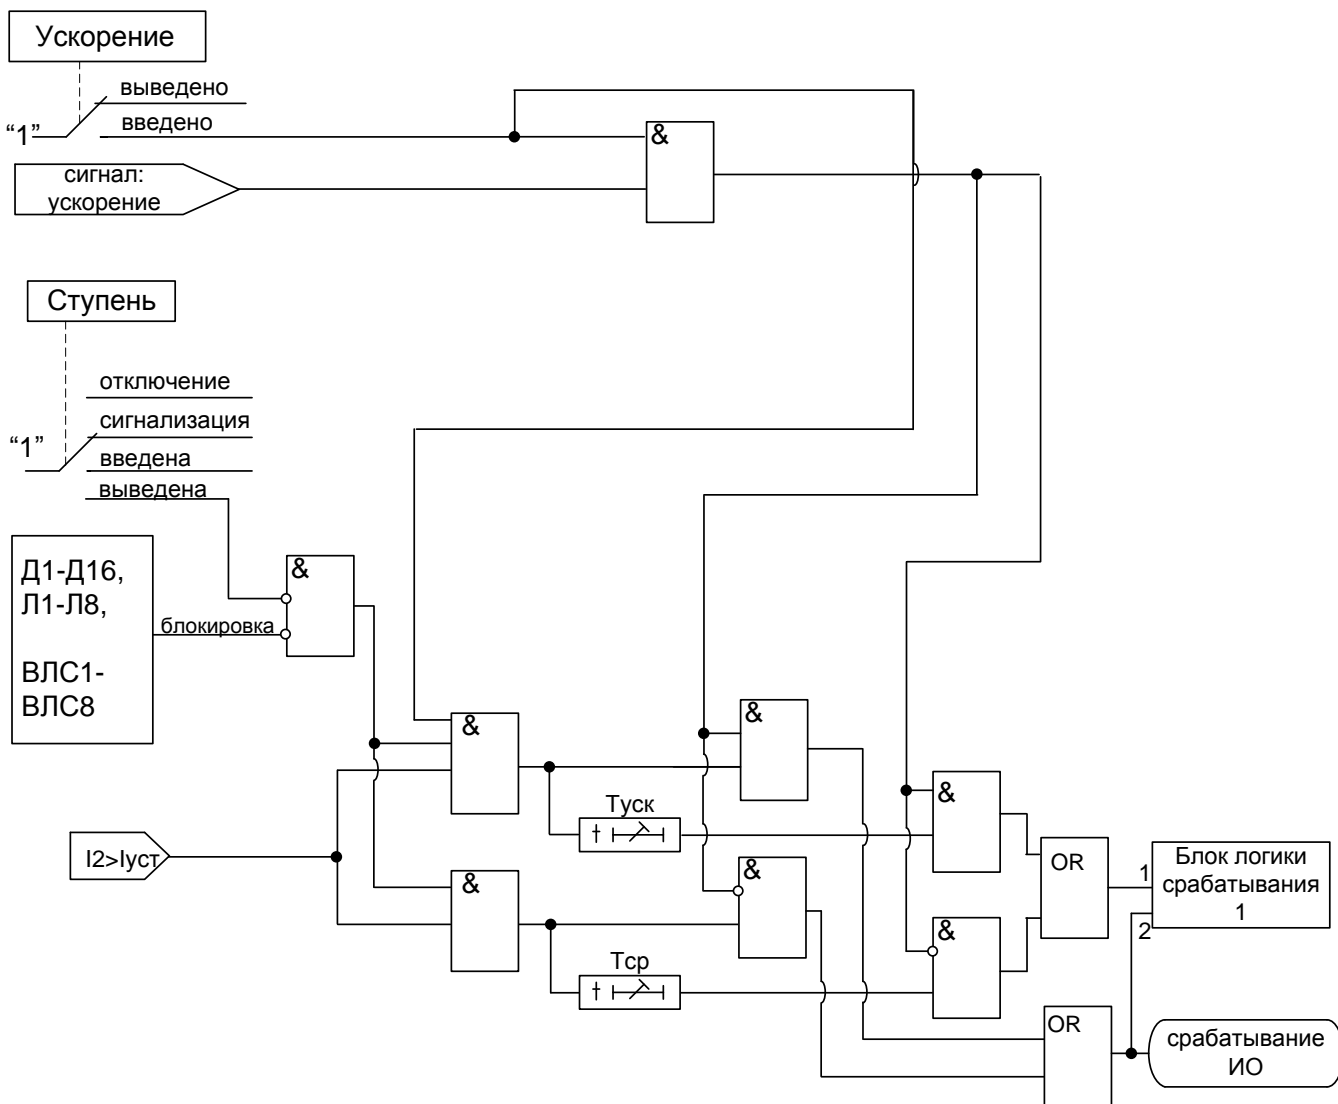 Ускорение
выведено
“1”
введено
&
сигнал:
ускорение
Ступень
отключение
сигнализация
“1”
введена
выведена
&
Д1-Д16,
Л1-Л8,
ВЛС1-
ВЛС8
блокировка
&
&
Туск
&
I2>Iуст
&
&
OR
Блок логики
срабатывания
1
1
2
&
Тср
OR
срабатывание
ИО